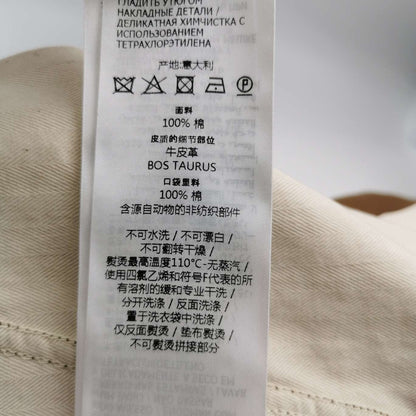 ГЛАДИТЬ УТЮГОМ
НАКЛАДНЫЕ ДЕТАЛИ /
ДЕЛИКАТНАЯ ХИМЧИСТКА С
ИСПОЛЬЗОВАНИЕМ
ТЕТРАХЛОРЭТИЛЕНА
产地:意大利
P
面料
100% 棉
皮质的细节部位
牛皮革
BOS TAURUS
口袋里料
100% 棉
含源自动物的非纺织部件
不可水洗 / 不可漂白 /
不可翻转干燥 /
熨烫最高温度110℃-无蒸汽 /
使用四氯乙烯和符号F代表的所
有溶剂的缓和专业干洗 /
分开洗涤 / 反面洗涤 /
置于洗衣袋中洗涤 /
仅反面熨烫 / 垫布熨烫 /
不可熨烫拼接部分